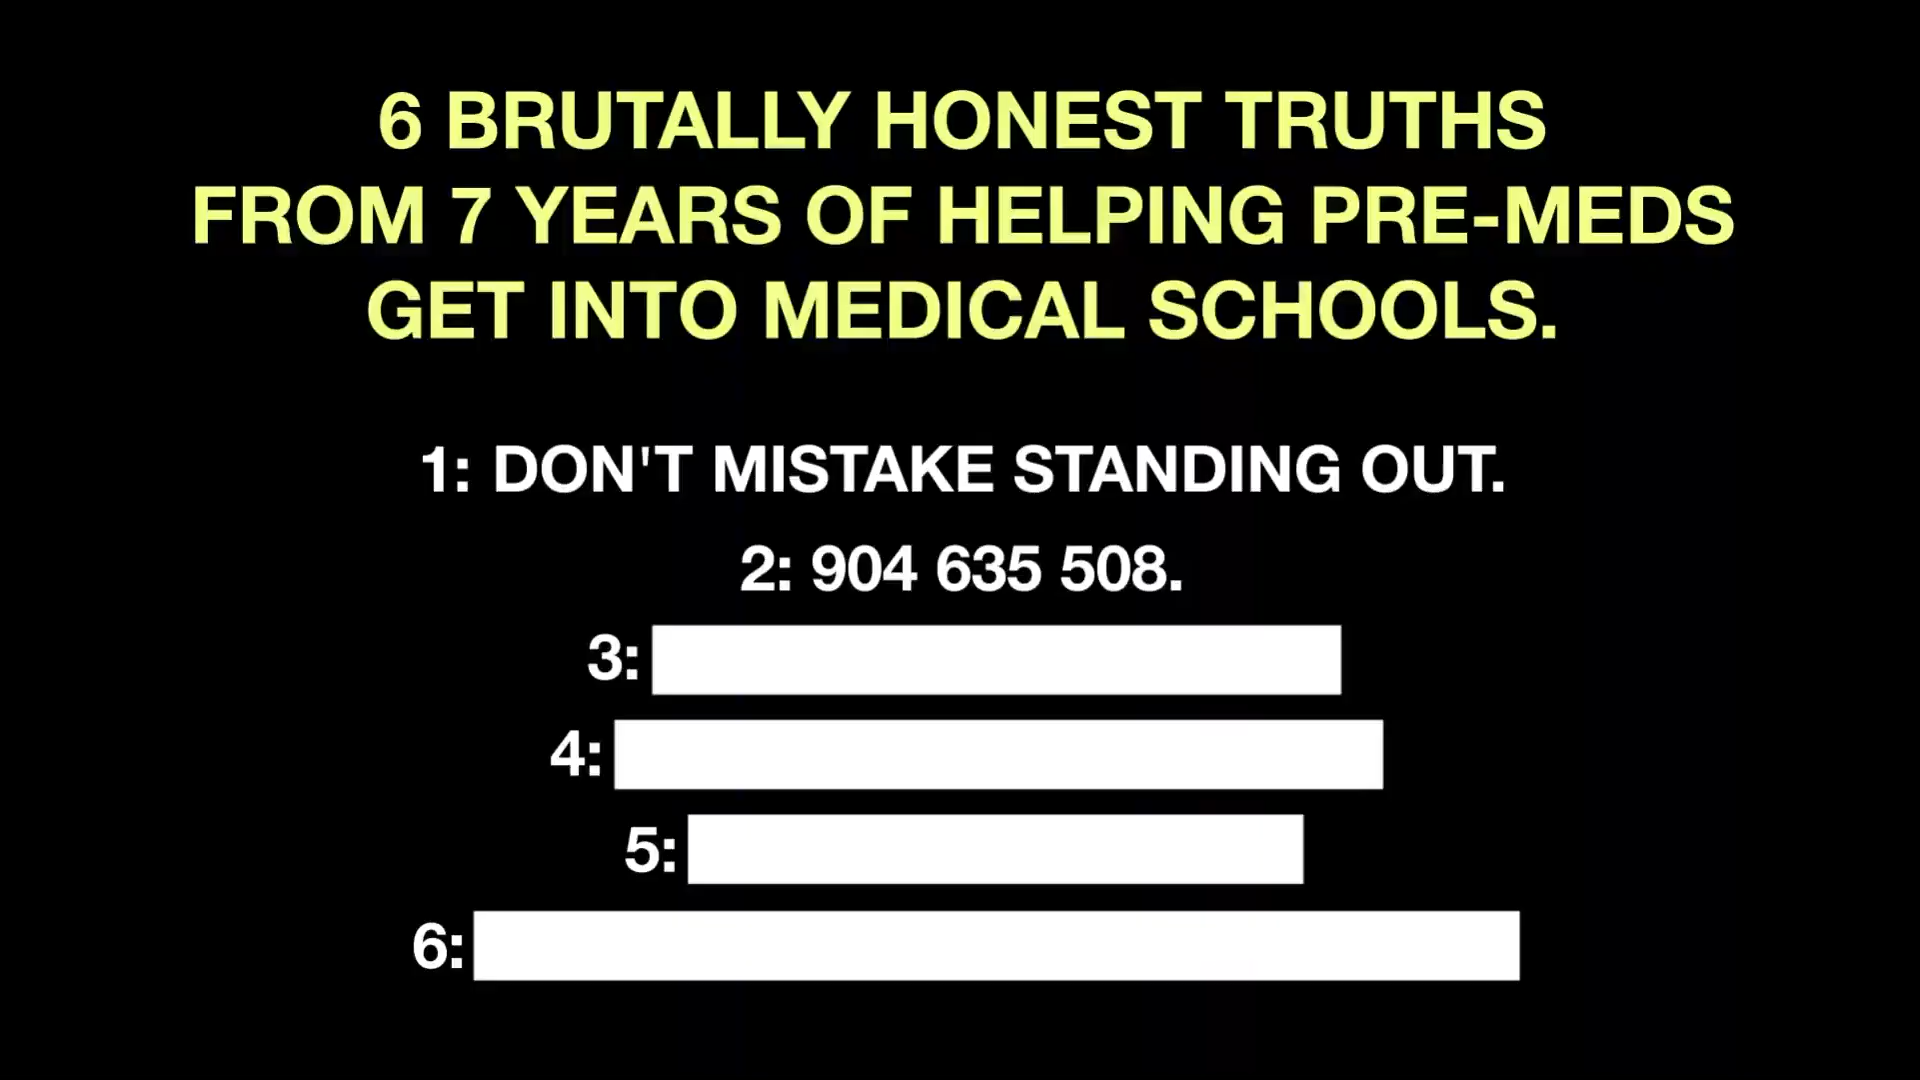 6 BRUTALLY HONEST TRUTHS
FROM 7 YEARS OF HELPING PRE-MEDS
GET INTO MEDICAL SCHOOLS.
1: DON'T MISTAKE STANDING OUT.
2: 904 635 508.
3:
4:
5:
6: